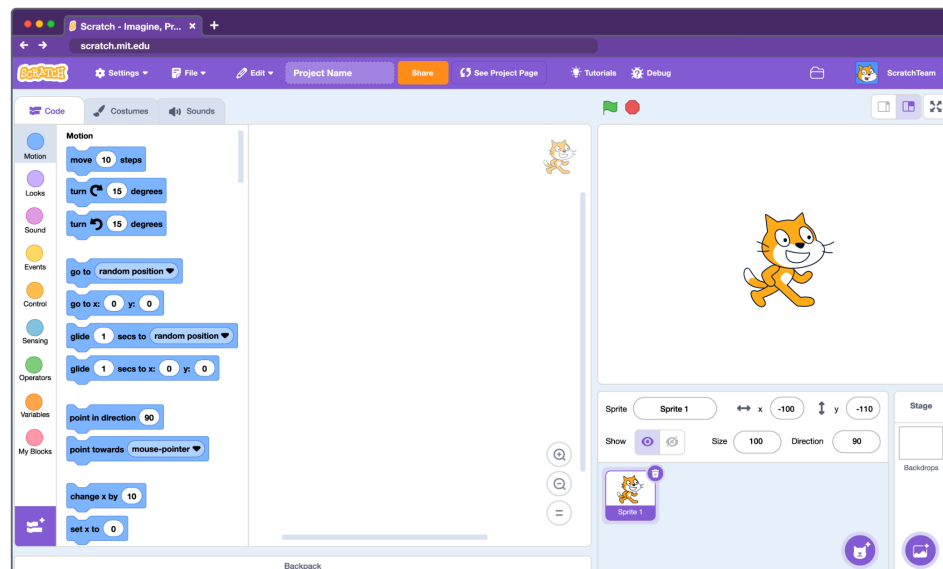 Scratch - Imagine, Pr... × +
scratch.mit.edu
SCRATCH Settings File Edit Project Name Share See Project Page Tutorials Debug ScratchTeam
Code Costumes Sounds
Motion
Looks
Sound
Events
Control
Sensing
Operators
Variables
My Blocks
Motion
move 10 steps
turn 15 degrees
turn 15 degrees
go to random position
go to x: 0 y: 0
glide 1 secs to random position
glide 1 secs to x: 0 y: 0
point in direction 90
point towards mouse-pointer
change x by 10
set x to 0
Backpack
Sprite Sprite 1 x -100 y -110
Show Size 100 Direction 90
Sprite 1
Stage
Backdrops